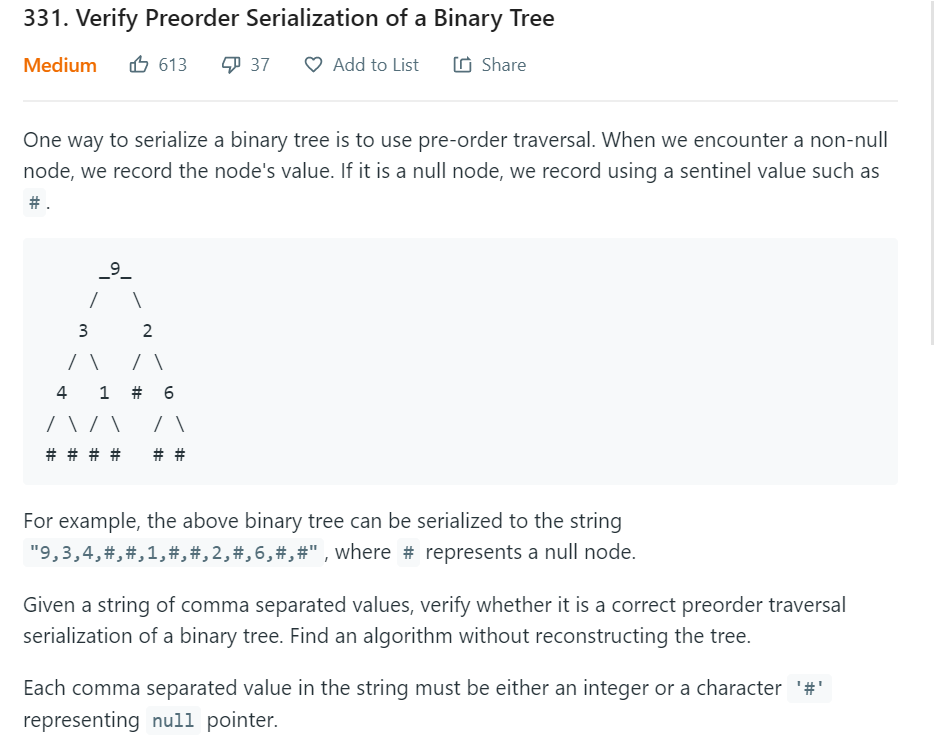 331. Verify Preorder Serialization of a Binary Tree
Medium 613 37 Add to List Share
One way to serialize a binary tree is to use pre-order traversal. When we encounter a non-null
node, we record the node's value. If it is a null node, we record using a sentinel value such as
# .
_9_
/ \
3 2
/ \ / \
4 1 # 6
/ \ / \ / \
# # # # # #
For example, the above binary tree can be serialized to the string
"9,3,4,#,#,1,#,#,2,#,6,#,#" , where # represents a null node.
Given a string of comma separated values, verify whether it is a correct preorder traversal
serialization of a binary tree. Find an algorithm without reconstructing the tree.
Each comma separated value in the string must be either an integer or a character '#'
representing null pointer.